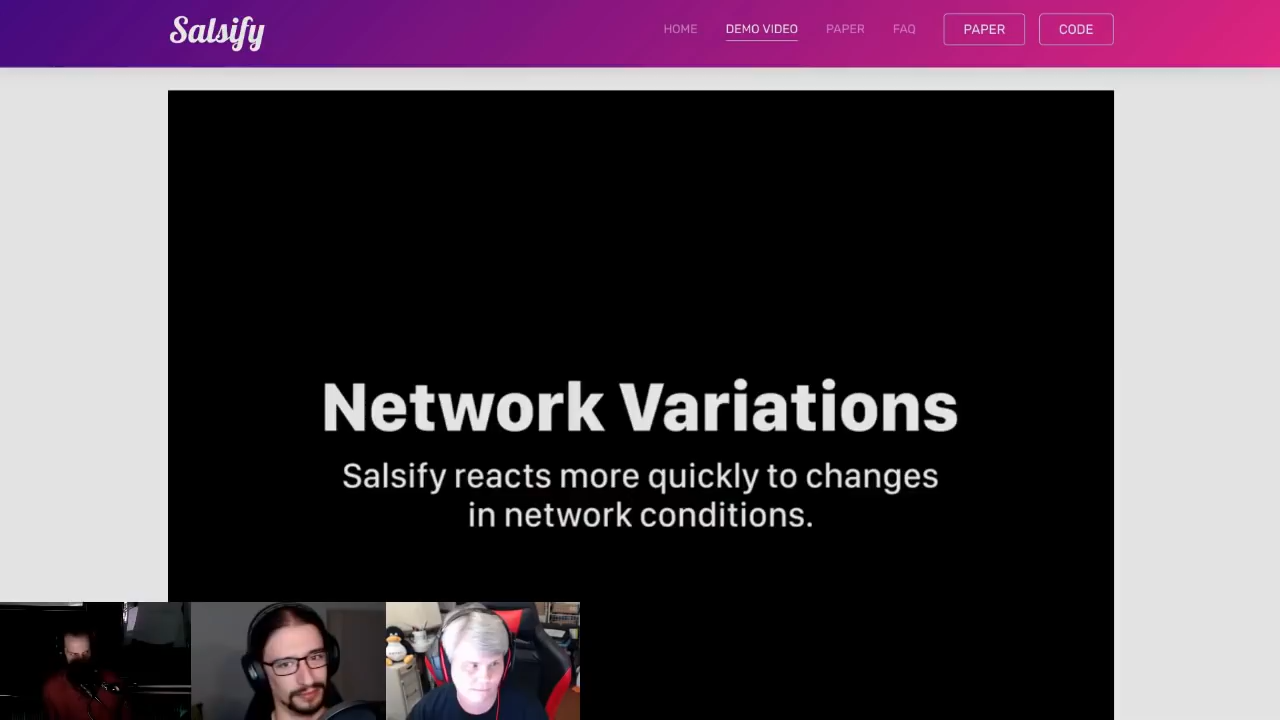 Salsify
HOME DEMO VIDEO PAPER FAQ PAPER CODE
Network Variations
Salsify reacts more quickly to changes
in network conditions.